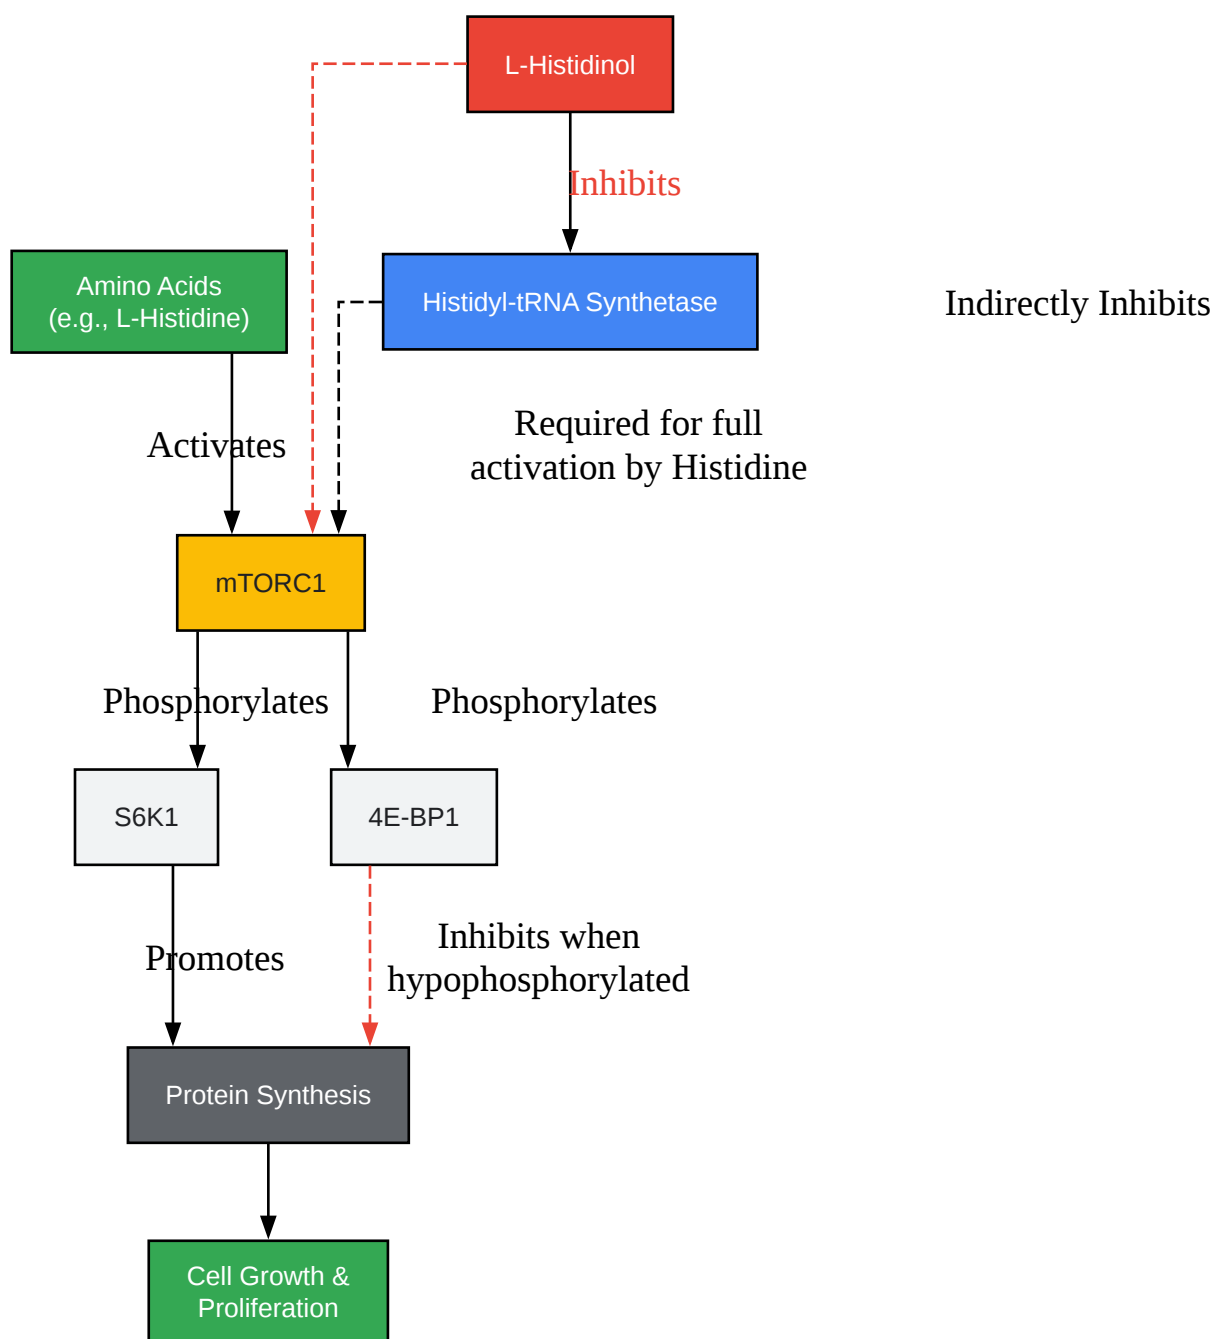 L-Histidinol
Inhibits
Amino Acids
(e.g., L-Histidine)
Histidyl-tRNA Synthetase
Indirectly Inhibits
Activates
Required for full
activation by Histidine
mTORC1
Phosphorylates
Phosphorylates
S6K1
4E-BP1
Promotes
Inhibits when
hypophosphorylated
Protein Synthesis
Cell Growth &
Proliferation